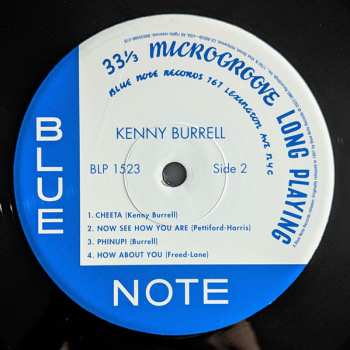 33⅓ MICROGROOVE LONG PLAYING
BLUE NOTE RECORDS 767 LEXINGTON AVE NYC
KENNY BURRELL
BLP 1523 Side 2
1. CHEETA (Kenny Burrell)
2. NOW SEE HOW YOU ARE (Pettiford-Harris)
3. PHINUPI (Burrell)
4. HOW ABOUT YOU (Freed-Lane)
BLUE
NOTE